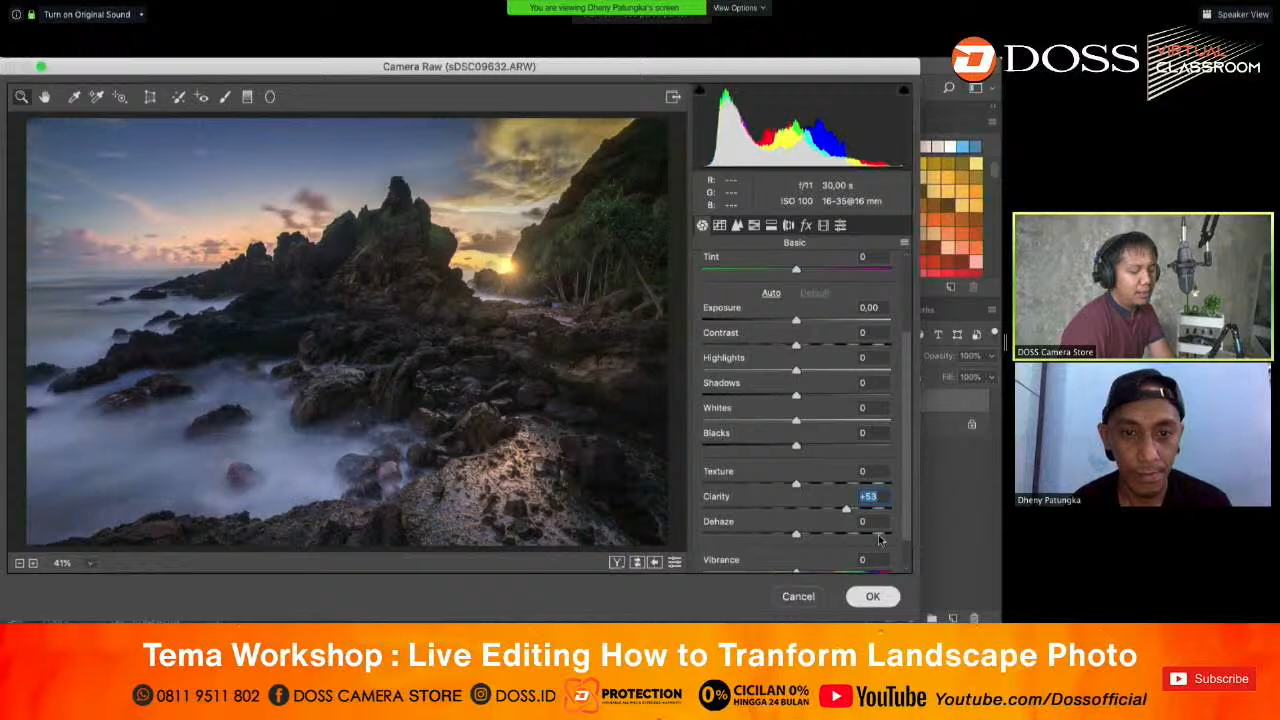 Turn on Original Sound
You are viewing Dheny Patungka's screen
View Options
Speaker View
DOSS
VIRTUAL
CLASSROOM
Camera Raw (sDSC09632.ARW)
R: ---
G: ---
B: ---
f/11 30,00 s
ISO 100 16-35@16 mm
Basic
Tint 0
Auto Default
Exposure 0,00
Contrast 0
Highlights 0
Shadows 0
Whites 0
Blacks 0
Texture 0
Clarity +53
Dehaze 0
Vibrance 0
41%
Cancel
OK
Opacity: 100%
Fill: 100%
DOSS Camera Store
Dheny Patungka
Tema Workshop : Live Editing How to Tranform Landscape Photo
0811 9511 802
DOSS CAMERA STORE
DOSS.ID
PROTECTION
0%
CICILAN 0%
HINGGA 24 BULAN
YouTube
Youtube.com/Dossofficial
Subscribe